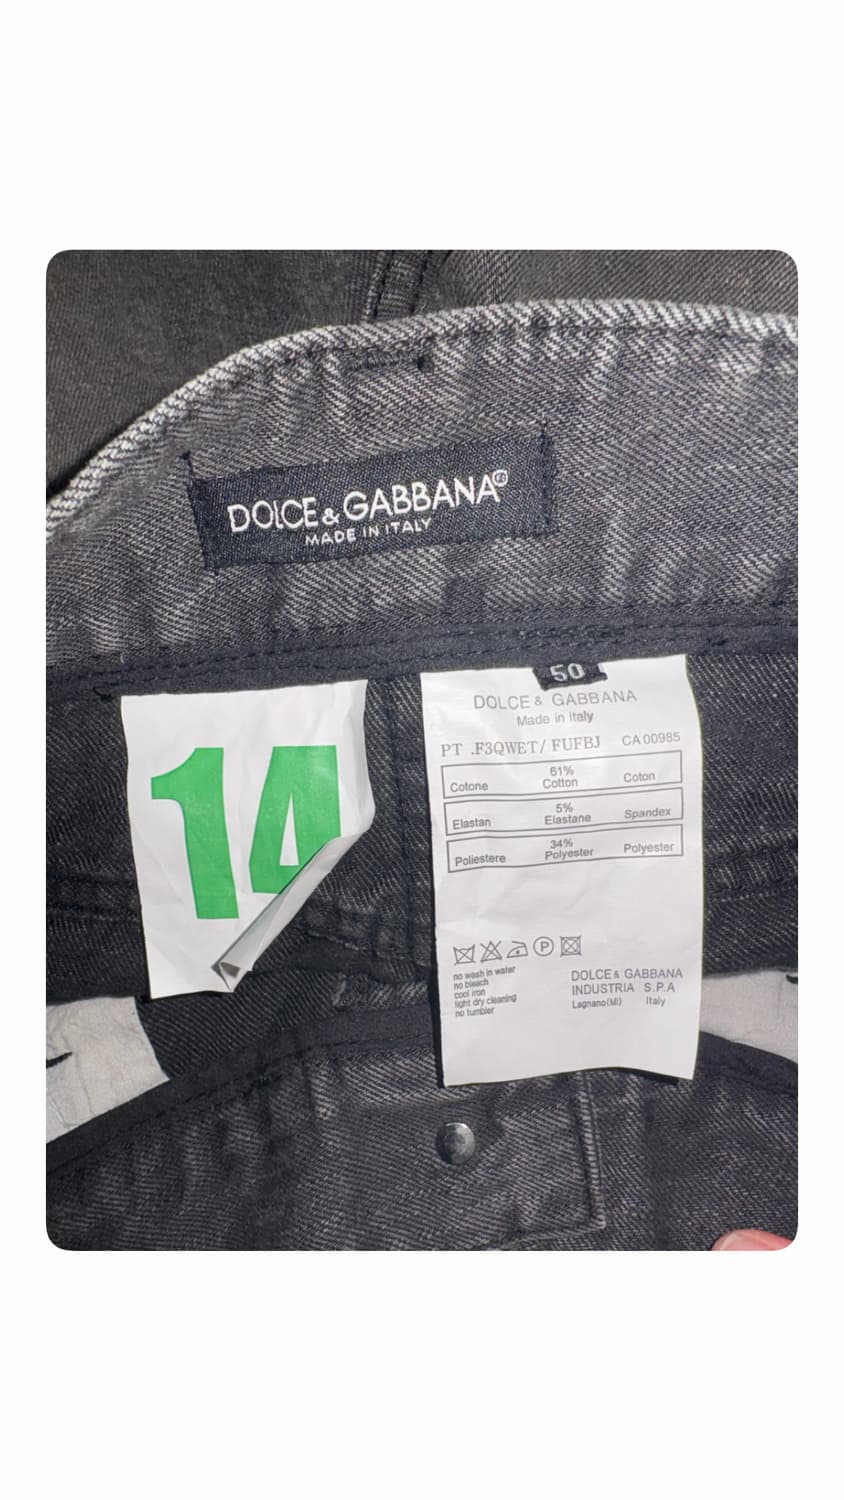 DOLCE & GABBANA
MADE IN ITALY
50
14
DOLCE & GABBANA
Made in italy
PT .F3QWET/ FUFBJ CA 00985
61%
Cotone Cotton Coton
5%
Elastan Elastane Spandex
34%
Poliestere Polyester Polyester
P
no wash in water
no bleach
cool iron
light dry cleaning
no tumbler
DOLCE & GABBANA
INDUSTRIA S.P.A
Lagnano(MI) Italy